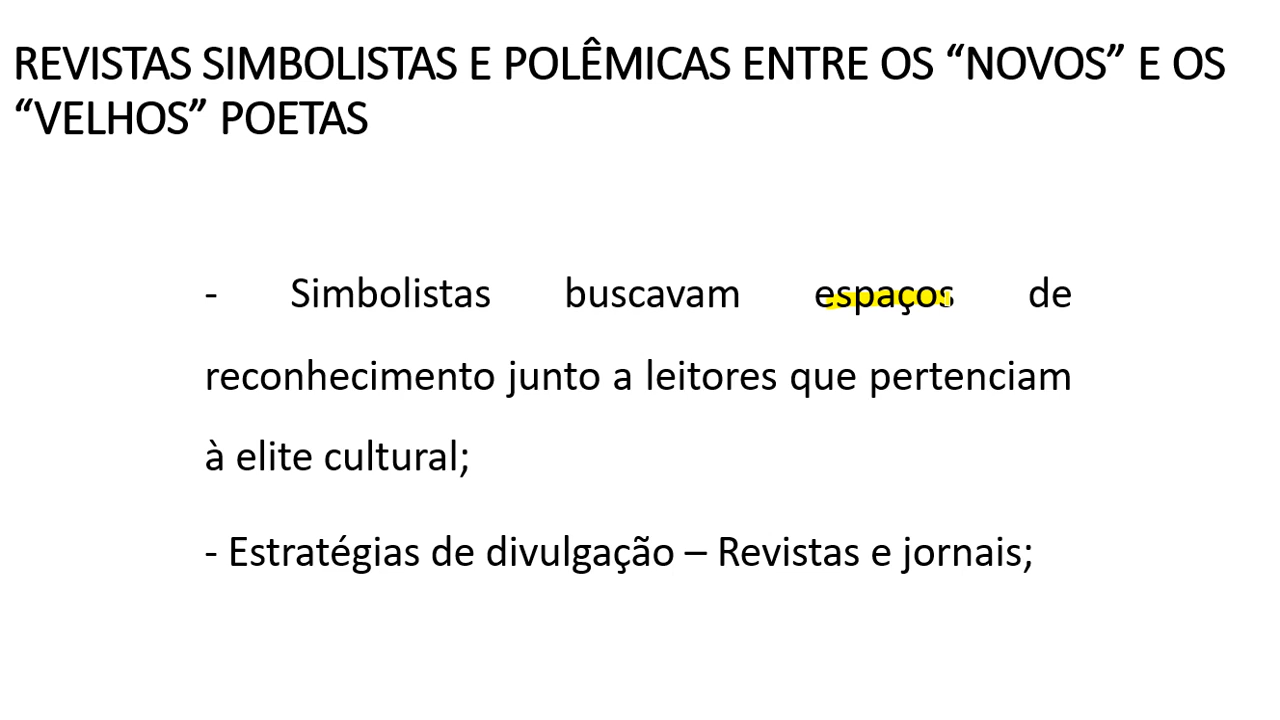 REVISTAS SIMBOLISTAS E POLÊMICAS ENTRE OS “NOVOS” E OS
“VELHOS” POETAS
- Simbolistas buscavam espaços de
reconhecimento junto a leitores que pertenciam
à elite cultural;
- Estratégias de divulgação – Revistas e jornais;